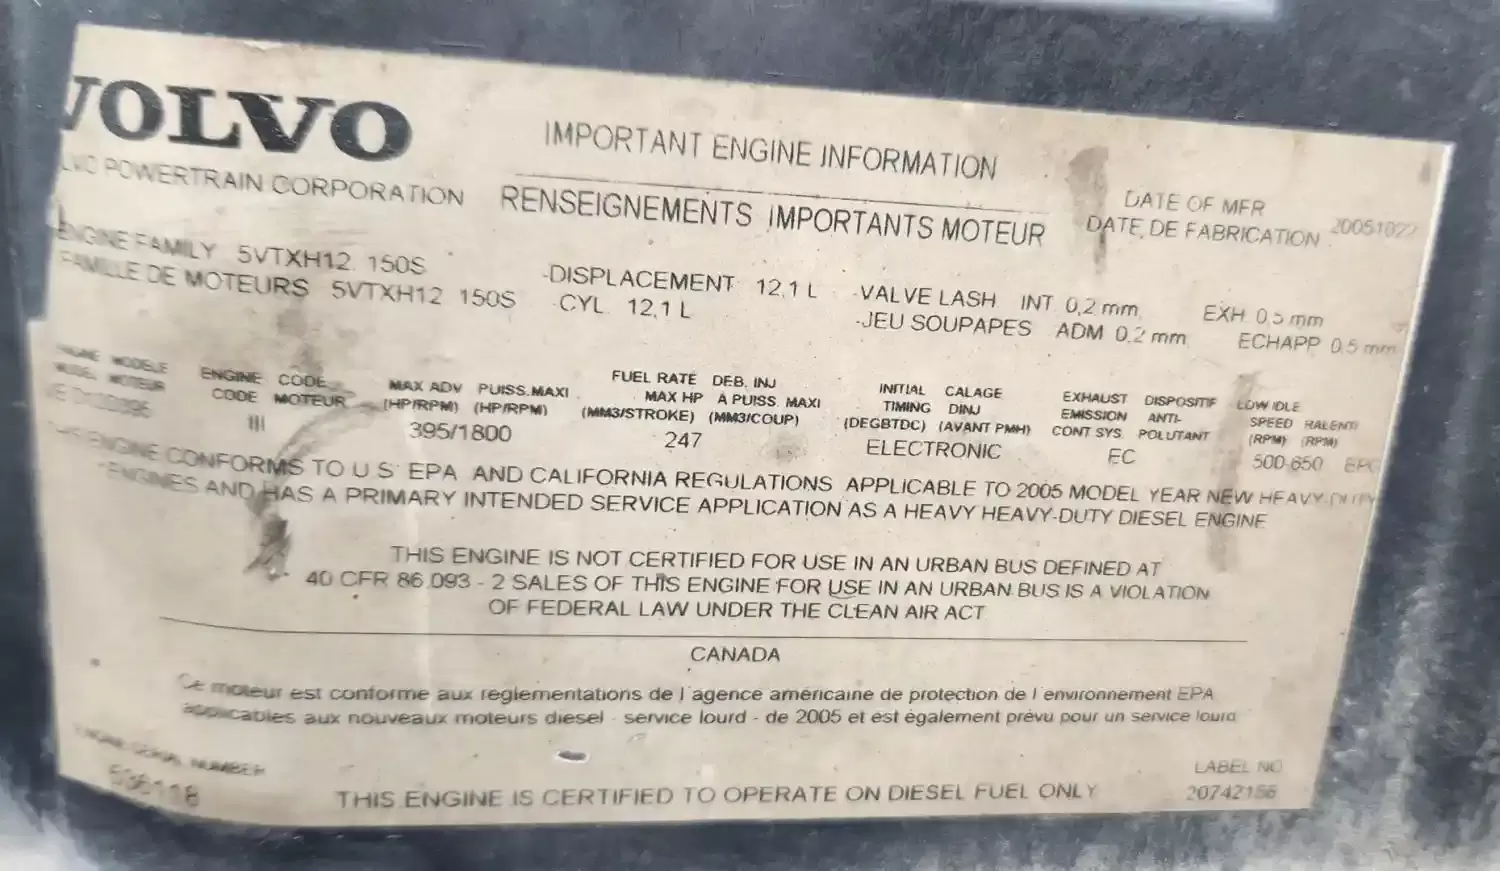 VOLVO
POWERTRAIN CORPORATION
IMPORTANT ENGINE INFORMATION
RENSEIGNEMENTS IMPORTANTS MOTEUR
DATE OF MFR
DATE DE FABRICATION 20051027
ENGINE FAMILY 5VTXH12. 150S
FAMILLE DE MOTEURS 5VTXH12 150S
-DISPLACEMENT 12,1 L
-CYL. 12,1 L
-VALVE LASH INT 0,2 mm EXH 0.5 mm
-JEU SOUPAPES ADM 0.2 mm ECHAPP 0.5 mm
ENGINE MODELE
MODEL MOTEUR
ENGINE CODE
CODE MOTEUR
III
MAX ADV PUISS.MAXI
(HP/RPM) (HP/RPM)
395/1800
FUEL RATE DEB. INJ
MAX HP A PUISS. MAXI
(MM3/STROKE) (MM3/COUP)
247
INITIAL CALAGE
TIMING DINJ
(DEGBTDC) (AVANT PMH)
ELECTRONIC
EXHAUST DISPOSITIF
EMISSION ANTI-
CONT SYS. POLUTANT
EC
LOW IDLE
SPEED RALENTI
(RPM) (RPM)
500-650
ENGINE CONFORMS TO U S EPA AND CALIFORNIA REGULATIONS APPLICABLE TO 2005 MODEL YEAR NEW HEAVY-DUTY
ENGINES AND HAS A PRIMARY INTENDED SERVICE APPLICATION AS A HEAVY HEAVY-DUTY DIESEL ENGINE
THIS ENGINE IS NOT CERTIFIED FOR USE IN AN URBAN BUS DEFINED AT
40 CFR 86.093 - 2 SALES OF THIS ENGINE FOR USE IN AN URBAN BUS IS A VIOLATION
OF FEDERAL LAW UNDER THE CLEAN AIR ACT
CANADA
Ce moteur est conforme aux reglementations de l'agence américaine de protection de l'environnement EPA
applicables aux nouveaux moteurs diesel - service lourd - de 2005 et est également prévu pour un service lourd
ENGINE SERIAL NUMBER
THIS ENGINE IS CERTIFIED TO OPERATE ON DIESEL FUEL ONLY
LABEL NO
20742156